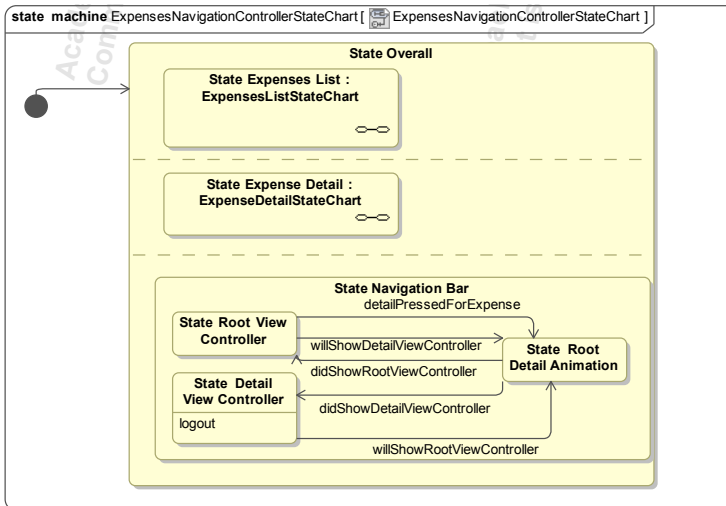 state machine ExpensesNavigationControllerStateChart [ ExpensesNavigationControllerStateChart ]
State Overall
State Expenses List :
ExpensesListStateChart
State Expense Detail :
ExpenseDetailStateChart
State Navigation Bar
detailPressedForExpense
State Root View
Controller
willShowDetailViewController
State Root
Detail Animation
didShowRootViewController
State Detail
View Controller
didShowDetailViewController
logout
willShowRootViewController